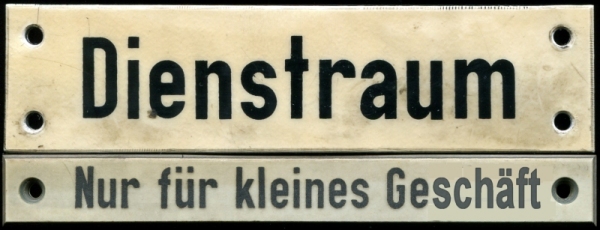 Dienstraum
Nur für kleines Geschäft